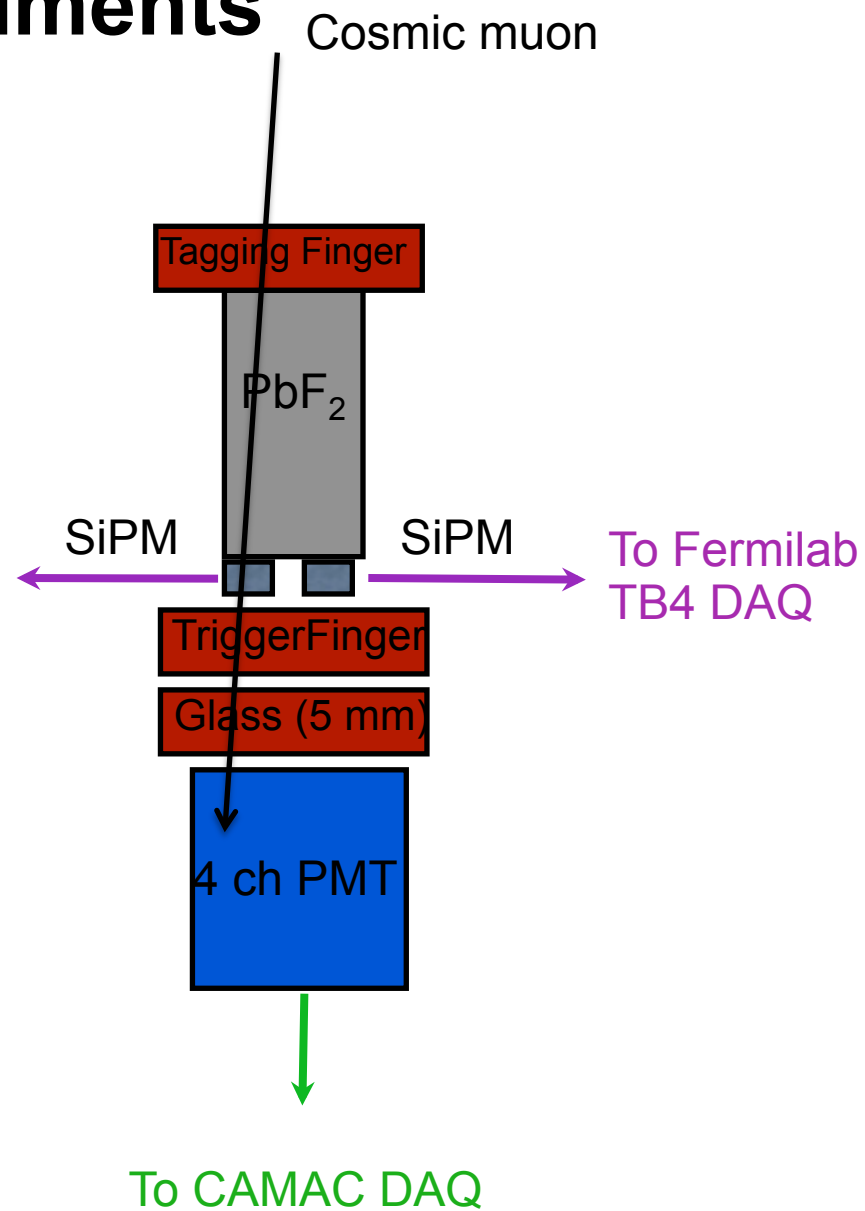 Cosmic muon
Tagging Finger
PbF₂
SiPM
SiPM
To Fermilab
TB4 DAQ
TriggerFinger
Glass (5 mm)
4 ch PMT
To CAMAC DAQ